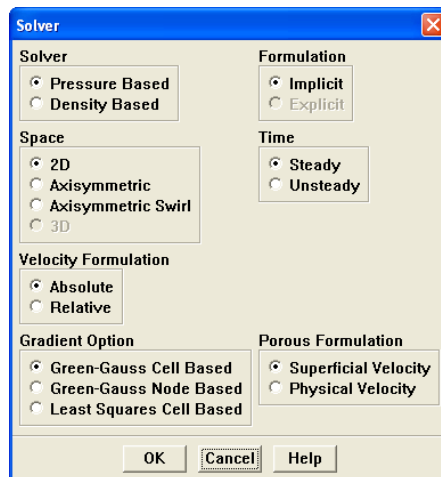 Solver
Solver
Pressure Based
Density Based
Formulation
Implicit
Explicit
Space
2D
Axisymmetric
Axisymmetric Swirl
3D
Time
Steady
Unsteady
Velocity Formulation
Absolute
Relative
Gradient Option
Green-Gauss Cell Based
Green-Gauss Node Based
Least Squares Cell Based
Porous Formulation
Superficial Velocity
Physical Velocity
OK
Cancel
Help